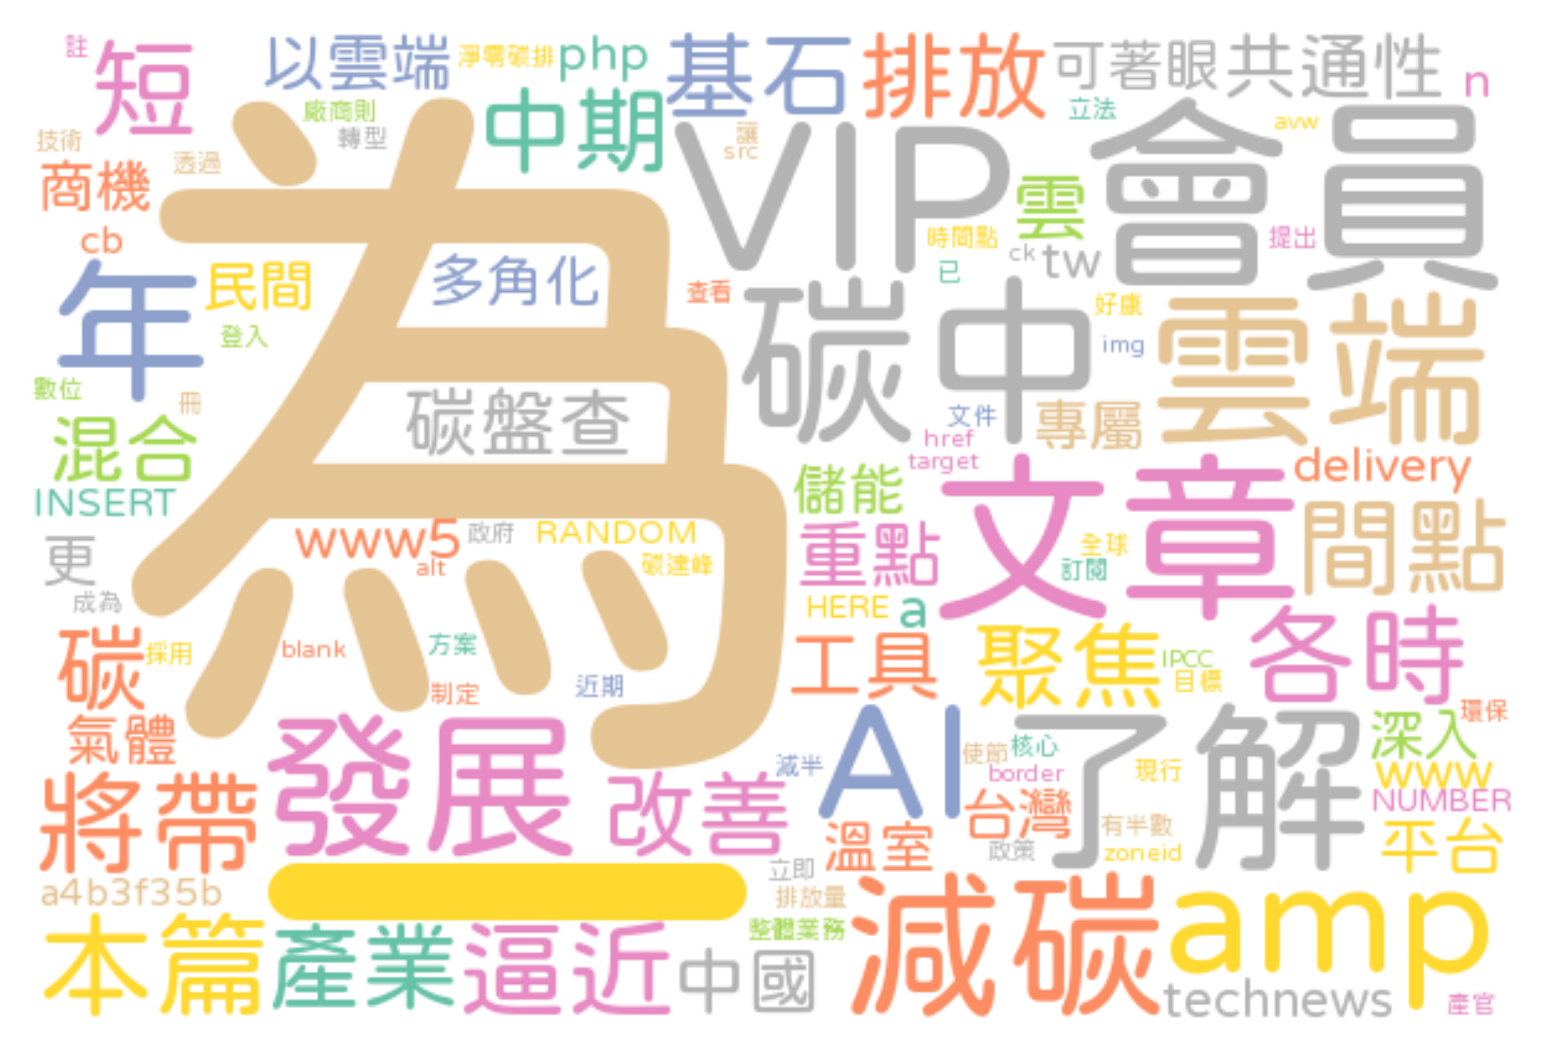 註
短
以雲端
淨零碳排
php
基石
排放
可著眼
共通性
n
廠商則
中期
立法
avw
技術
透過
轉型
讓
src
VIP
會員
商機
雲
時間點
提出
cb
ck
tw
已
年
民間
多角化
查看
碳中
好康
雲端
登入
img
數位
冊
碳盤查
文件
專屬
混合
href
target
delivery
INSERT
為
儲能
文章
間點
www5
政府
RANDOM
重點
全球
更
alt
碳達峰
訂閱
成為
HERE
a
碳
採用
blank
方案
工具
聚焦
IPCC
各時
制定
近期
目標
氣體
發展
AI
了解
深入
環保
減半
使節
核心
將帶
改善
border
現行
www
NUMBER
台灣
溫室
有半數
平台
政策
zoneid
a4b3f35b
一
立即
排放量
減碳
amp
本篇
產業
逼近
整體業務
中國
technews
產官